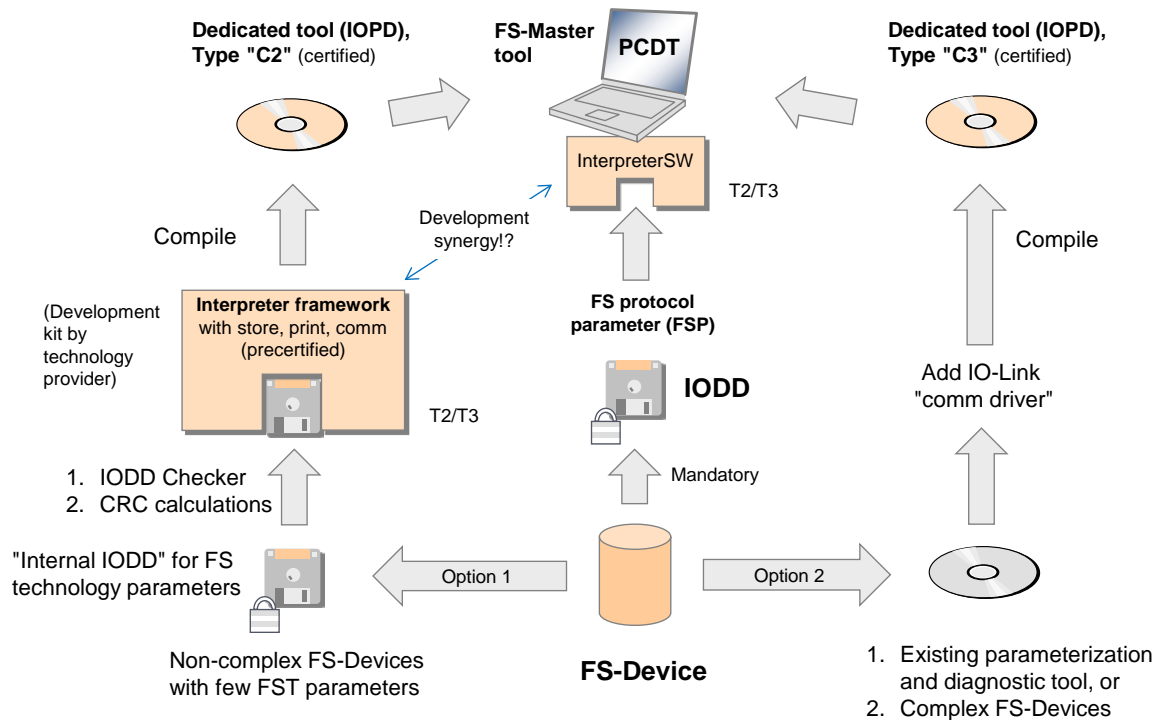 Dedicated tool (IOPD),
Type "C2" (certified)
FS-Master
tool
PCDT
Dedicated tool (IOPD),
Type "C3" (certified)
InterpreterSW
T2/T3
Compile
Development
synergy!?
Compile
(Development
kit by
technology
provider)
Interpreter framework
with store, print, comm
(precertified)
T2/T3
FS protocol
parameter (FSP)
IODD
Add IO-Link
"comm driver"
1. IODD Checker
2. CRC calculations
Mandatory
"Internal IODD" for FS
technology parameters
Option 1
Option 2
Non-complex FS-Devices
with few FST parameters
FS-Device
1. Existing parameterization
and diagnostic tool, or
2. Complex FS-Devices